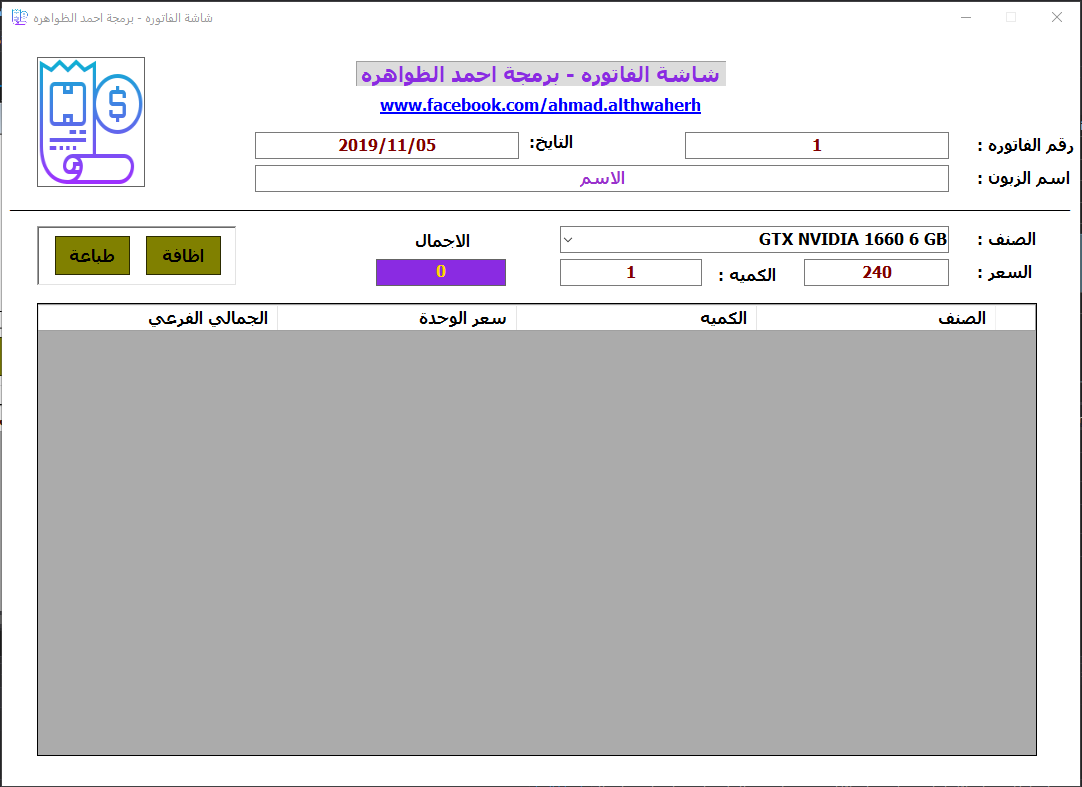 شاشة الفاتوره - برمجة احمد الظواهره
شاشة الفاتوره - برمجة احمد الظواهره
www.facebook.com/ahmad.althwaherh
رقم الفاتوره : 1 التايخ: 2019/11/05
اسم الزبون : الاسم
الصنف : GTX NVIDIA 1660 6 GB الاجمال اظافة طباعة
السعر : 240 الكميه : 1 0
الصنف الكميه سعر الوحدة الجمالي الفرعي